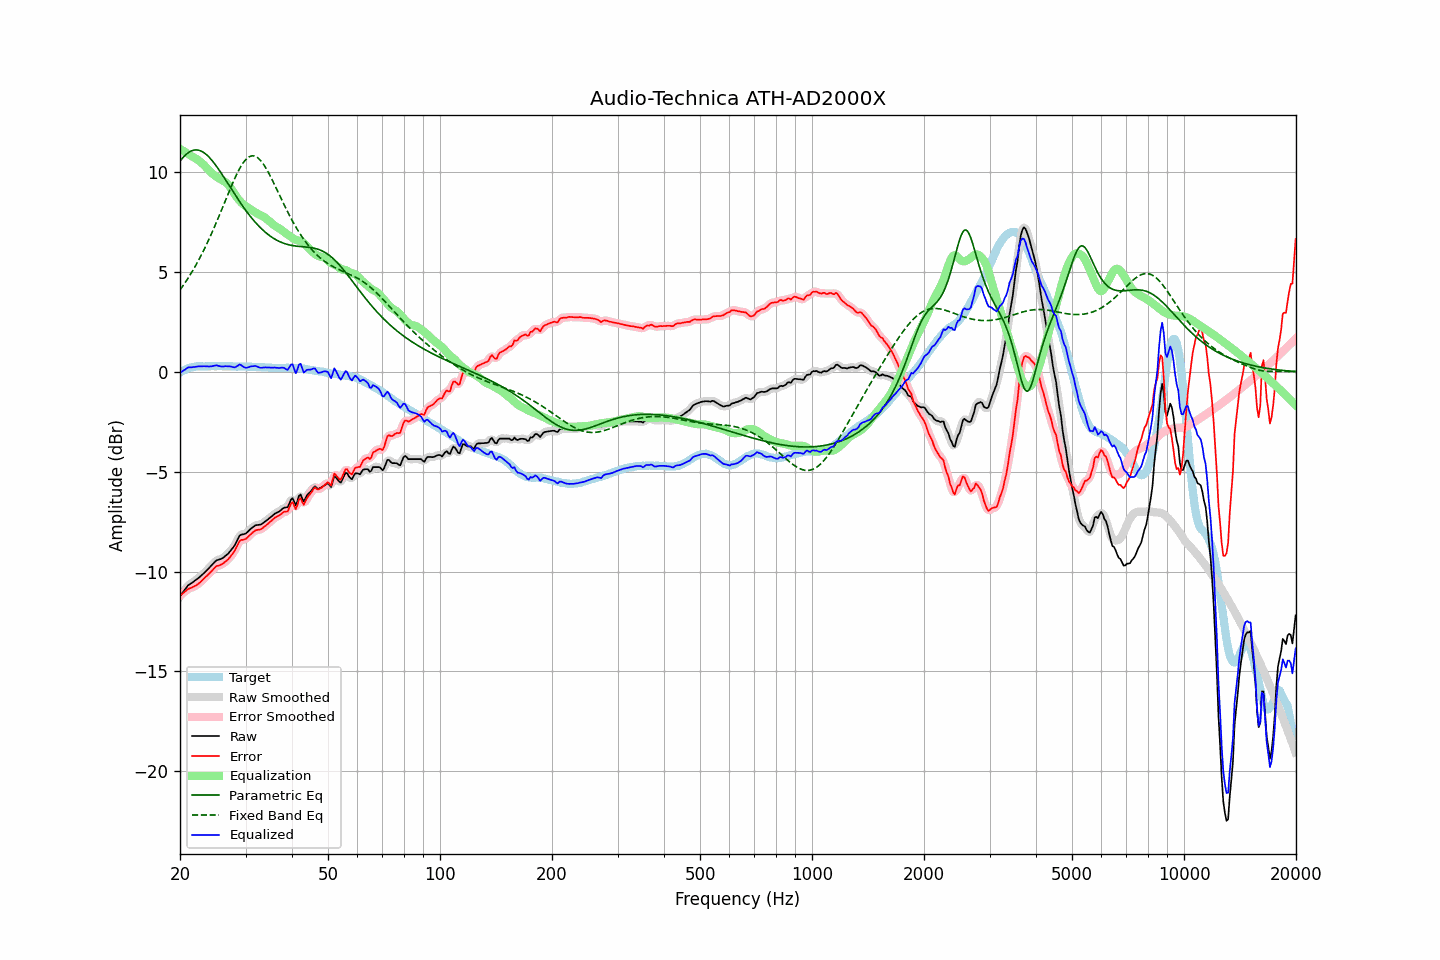 Audio-Technica ATH-AD2000X
Amplitude (dBr)
10
5
0
−5
−10
−15
−20
Target
Raw Smoothed
Error Smoothed
Raw
Error
Equalization
Parametric Eq
Fixed Band Eq
Equalized
20 50 100 200 500 1000 2000 5000 10000 20000
Frequency (Hz)